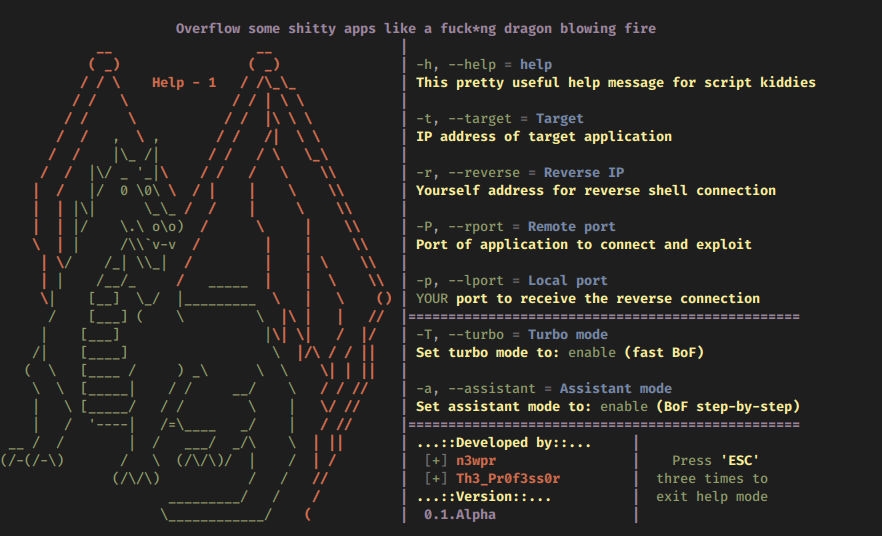 Overflow some shitty apps like a fuck*ng dragon blowing fire
Help - 1
-h, --help = help
This pretty useful help message for script kiddies
-t, --target = Target
IP address of target application
-r, --reverse = Reverse IP
Yourself address for reverse shell connection
-P, --rport = Remote port
Port of application to connect and exploit
-p, --lport = Local port
YOUR port to receive the reverse connection
-T, --turbo = Turbo mode
Set turbo mode to: enable (fast BoF)
-a, --assistant = Assistant mode
Set assistant mode to: enable (BoF step-by-step)
...::Developed by::...
[+] n3wpr
[+] Th3_Pr0f3ss0r
...::Version::...
0.1.Alpha
Press 'ESC'
three times to
exit help mode